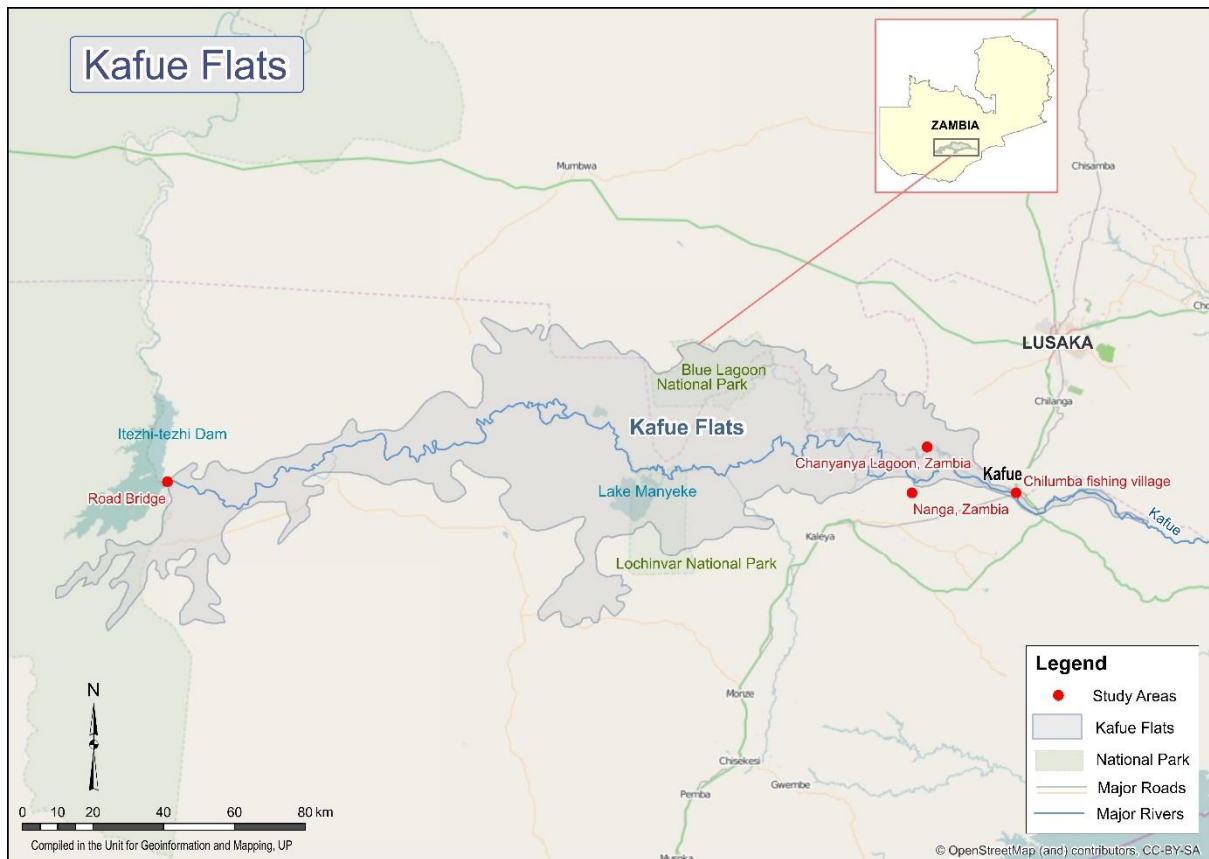 Kafue Flats
ZAMBIA
Chisamba
Mumbwa
LUSAKA
Chilanga
Blue Lagoon
National Park
Kafue Flats
Itezhi-tezhi Dam
Road Bridge
Chanyanya Lagoon, Zambia
Kafue
Chilumba fishing village
Lake Manyeke
Nanga, Zambia
Kafue
Kaleya
Lochinvar National Park
Monze
Chisekesi
Gwembe
Pemba
N
0 10 20 40 60 80 km
Compiled in the Unit for Geoinformation and Mapping, UP
Legend
Study Areas
Kafue Flats
National Park
Major Roads
Major Rivers
© OpenStreetMap (and) contributors, CC-BY-SA